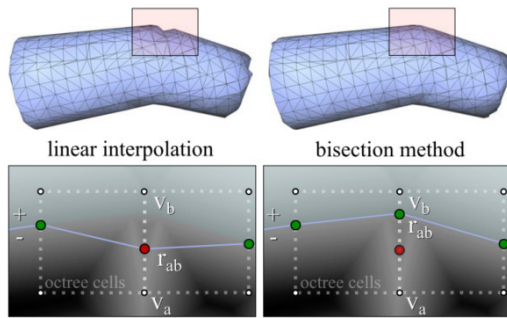 linear interpolation
bisection method
v_b
+
-
r_ab
octree cells
v_a
v_b
+
-
r_ab
octree cells
v_a